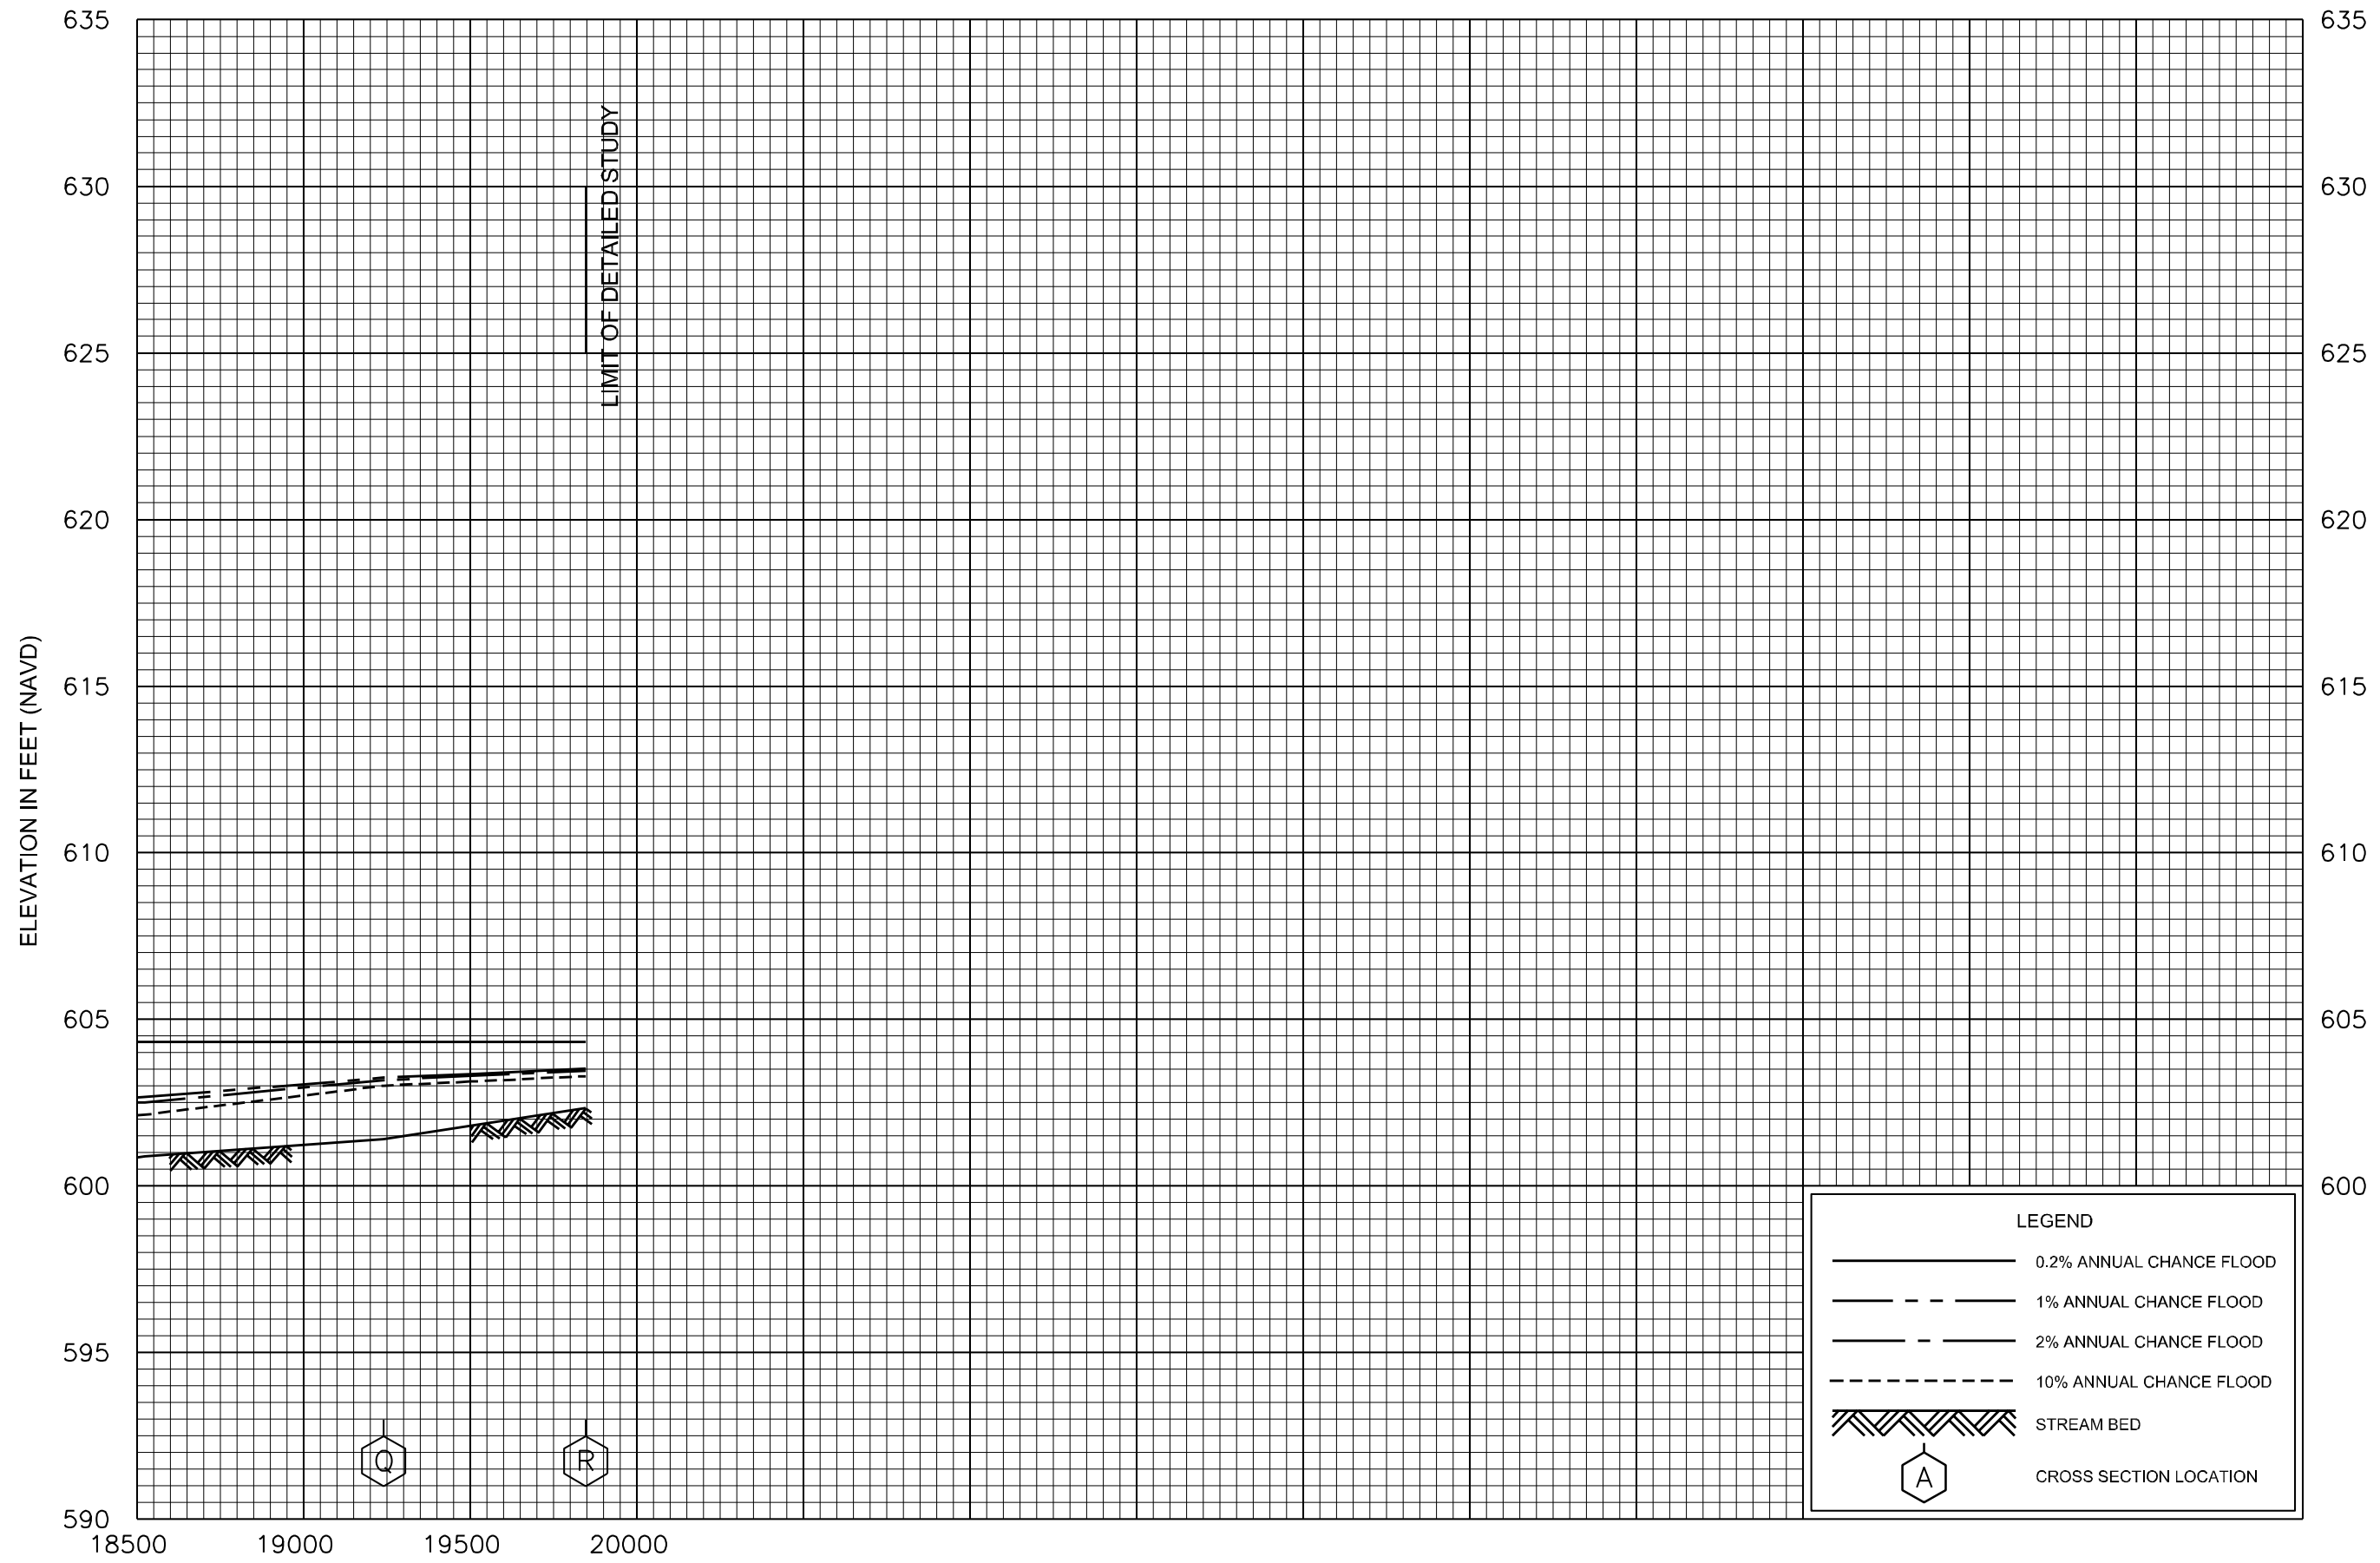 635
630
625
620
615
610
605
600
595
590
ELEVATION IN FEET (NAVD)
LIMIT OF DETAILED STUDY
635
630
625
620
615
610
605
600
Q
R
18500
19000
19500
20000
LEGEND
0.2% ANNUAL CHANCE FLOOD
1% ANNUAL CHANCE FLOOD
2% ANNUAL CHANCE FLOOD
10% ANNUAL CHANCE FLOOD
STREAM BED
A
CROSS SECTION LOCATION